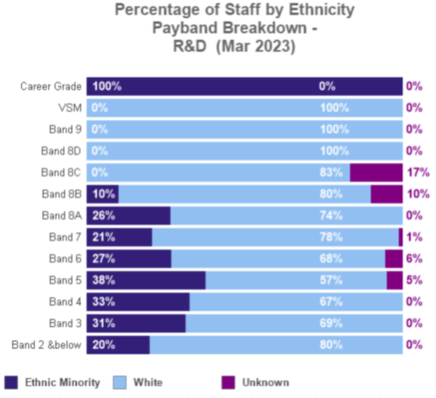 Percentage of Staff by Ethnicity
Payband Breakdown -
R&D (Mar 2023)
Career Grade 100% 0% 0%
VSM 0% 100% 0%
Band 9 0% 100% 0%
Band 8D 0% 100% 0%
Band 8C 0% 83% 17%
Band 8B 10% 80% 10%
Band 8A 26% 74% 0%
Band 7 21% 78% 1%
Band 6 27% 68% 6%
Band 5 38% 57% 5%
Band 4 33% 67% 0%
Band 3 31% 69% 0%
Band 2 &below 20% 80% 0%
Ethnic Minority White Unknown